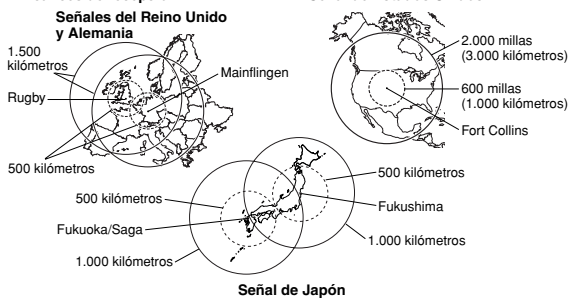 Señales del Reino Unido
y Alemania
1.500
kilómetros
Mainflingen
Rugby
500 kilómetros
2.000 millas
(3.000 kilómetros)
600 millas
(1.000 kilómetros)
Fort Collins
500 kilómetros
500 kilómetros
Fukuoka/Saga
Fukushima
1.000 kilómetros
1.000 kilómetros
Señal de Japón